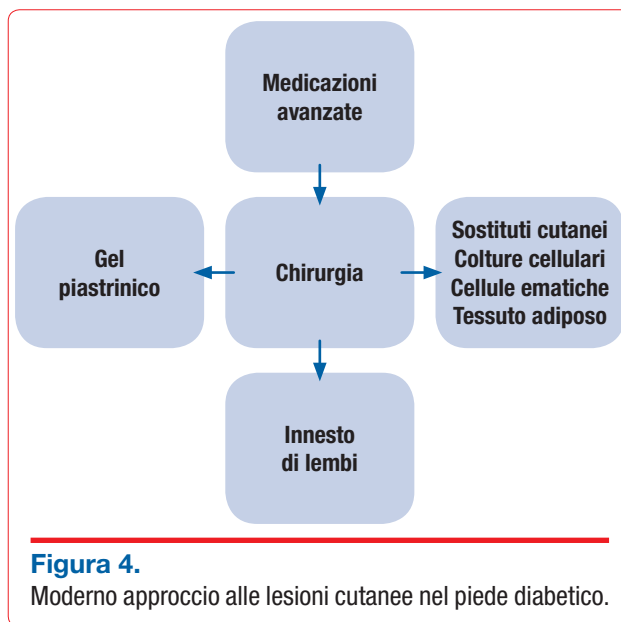 Medicazioni
avanzate
Gel
piastrinico
Chirurgia
Sostituti cutanei
Colture cellulari
Cellule ematiche
Tessuto adiposo
Innesto
di lembi
Figura 4.
Moderno approccio alle lesioni cutanee nel piede diabetico.